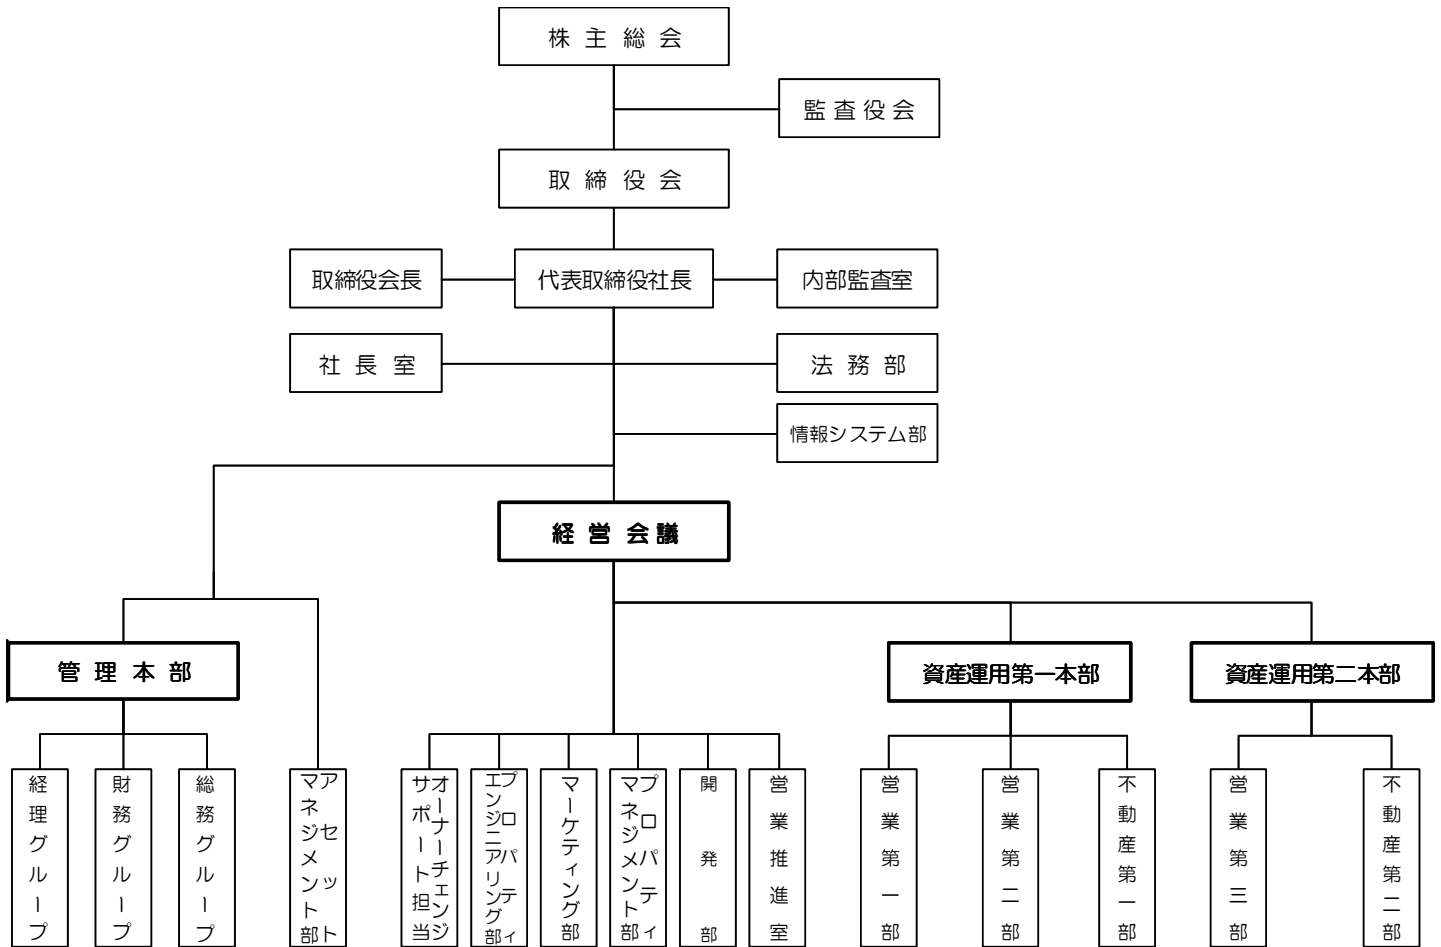 株主総会
監査役会
取締役会
取締役会長
代表取締役社長
内部監査室
社長室
法務部
情報システム部
経営会議
管理本部
資産運用第一本部
資産運用第二本部
経理グループ
財務グループ
総務グループ
アセット
マネジメント部
オーナーチェンジ
サポート担当
プロパティ
エンジニアリング部
マーケティング部
プロパティ
マネジメント部
開発部
営業推進室
営業第一部
営業第二部
不動産第一部
営業第三部
不動産第二部